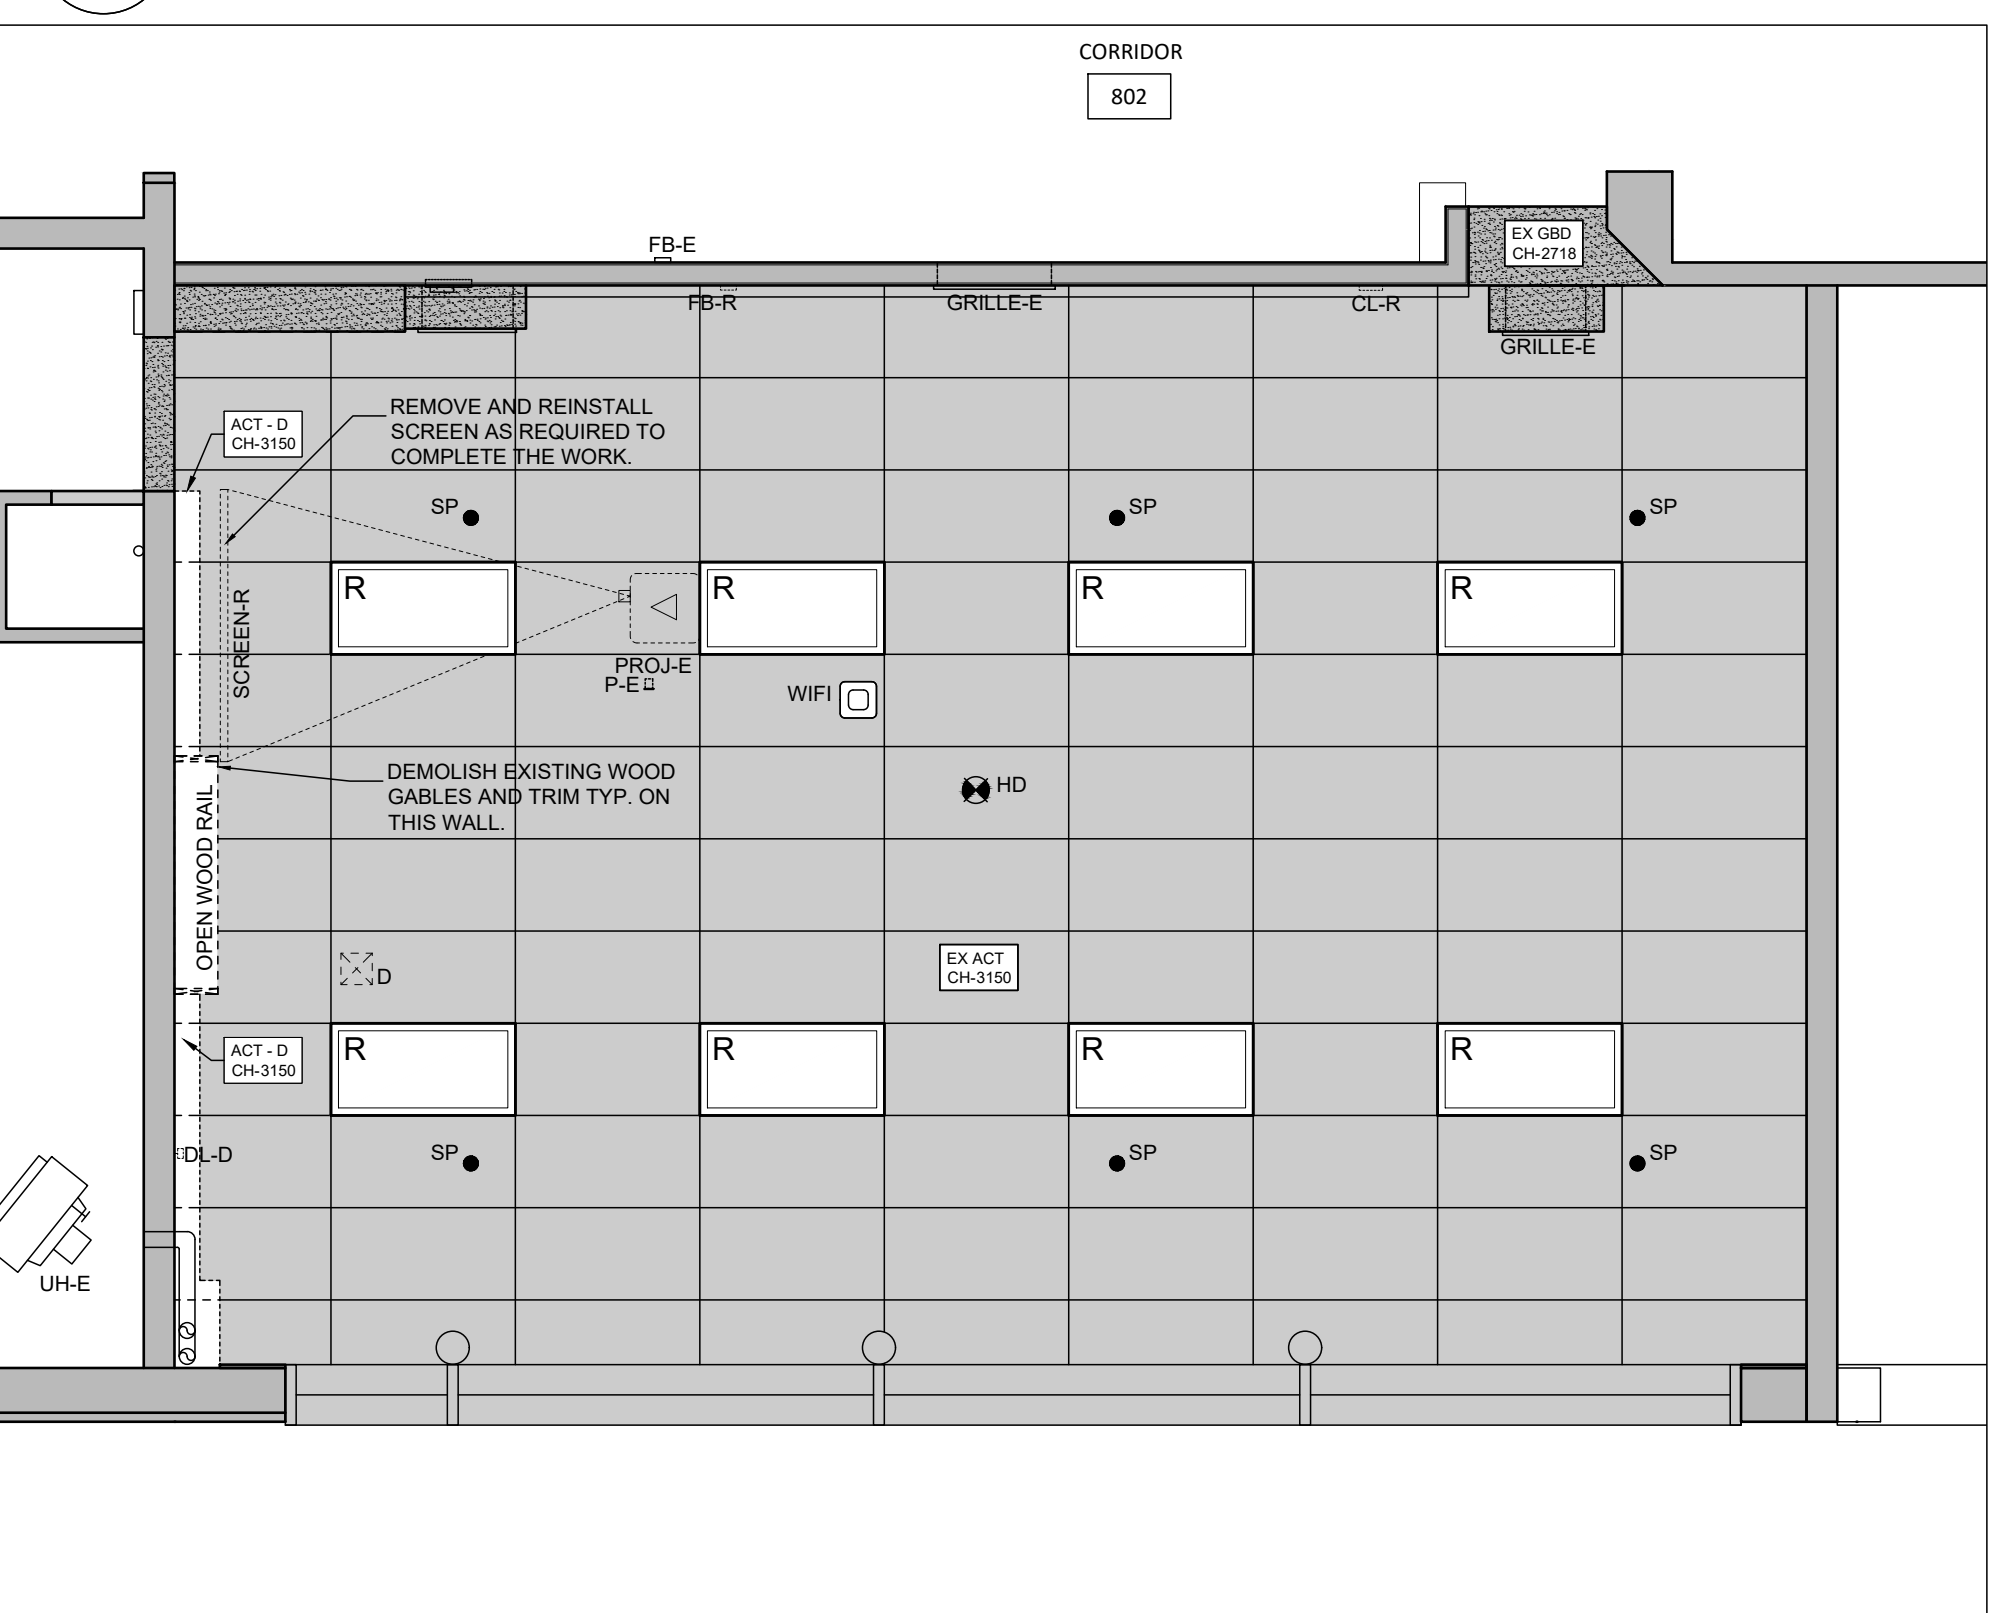 CORRIDOR
802
FB-E
EX GBD
CH-2718
FB-R
GRILLE-E
CL-R
GRILLE-E
ACT - D
CH-3150
REMOVE AND REINSTALL
SCREEN AS REQUIRED TO
COMPLETE THE WORK.
SP
SP
SP
R
R
R
R
SCREEN-R
PROJ-E
P-E
WIFI
DEMOLISH EXISTING WOOD
GABLES AND TRIM TYP. ON
THIS WALL.
HD
OPEN WOOD RAIL
D
EX ACT
CH-3150
R
R
R
R
ACT - D
CH-3150
DL-D
SP
SP
SP
UH-E